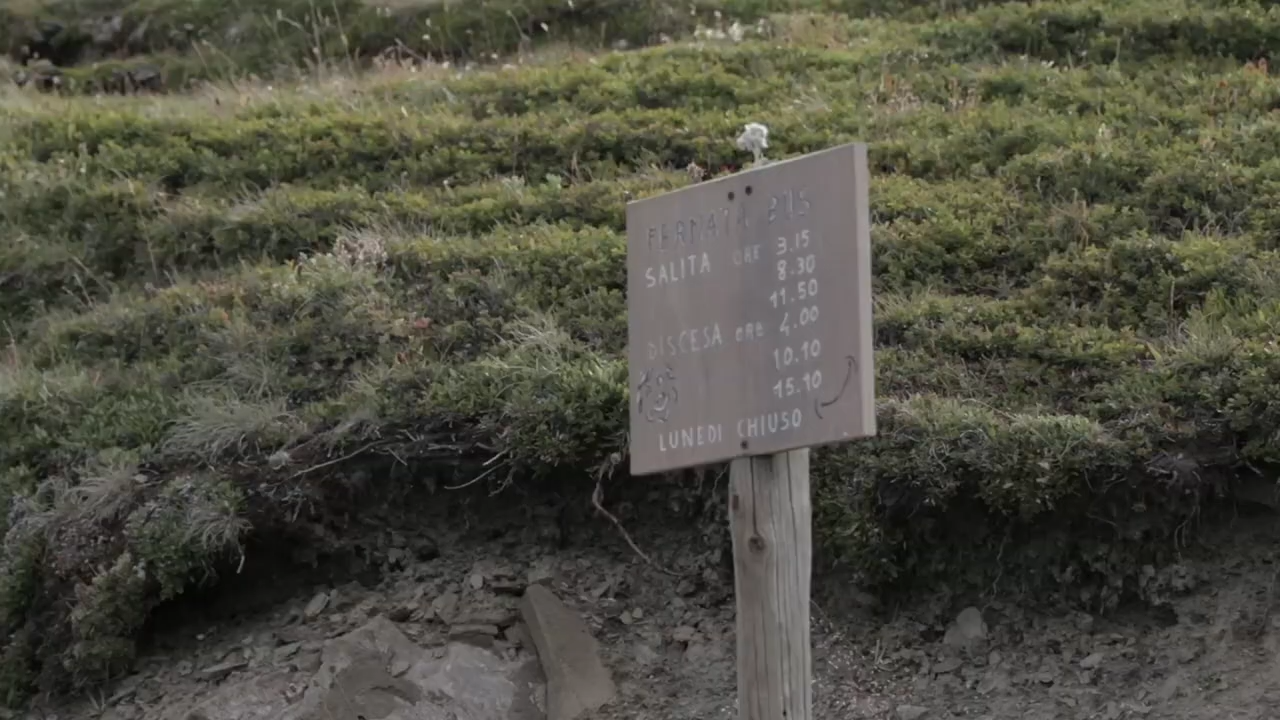 FERMATA BUS
SALITA ORE 3.15
8.30
11.50
DISCESA ORE 4.00
10.10
15.10
LUNEDI CHIUSO